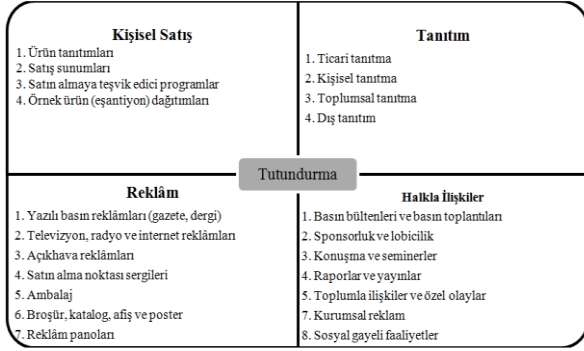 Kişisel Satış
1. Ürün tanıtımları
2. Satış sunumları
3. Satın almaya teşvik edici programlar
4. Örnek ürün (eşantiyon) dağıtımları
Tanıtım
1. Ticari tanıtma
2. Kişisel tanıtma
3. Toplumsal tanıtma
4. Dış tanıtım
Tutundurma
Reklâm
1. Yazılı basın reklâmları (gazete, dergi)
2. Televizyon, radyo ve internet reklâmları
3. Açıkhava reklâmları
4. Satın alma noktası sergileri
5. Ambalaj
6. Broşür, katalog, afiş ve poster
7. Reklâm panoları
Halkla İlişkiler
1. Basın bültenleri ve basın toplantıları
2. Sponsorluk ve lobicilik
3. Konuşma ve seminerler
4. Raporlar ve yayınlar
5. Toplumla ilişkiler ve özel olaylar
7. Kurumsal reklam
8. Sosyal gayeli faaliyetler